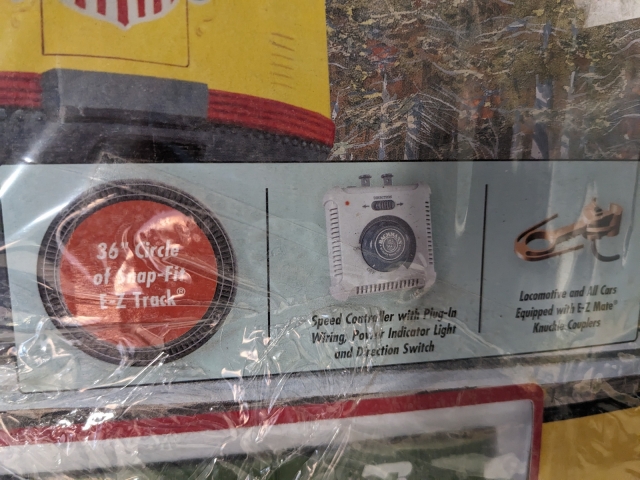 36" Circle
of Snap-Fit
E-Z Track®
Speed Controller with Plug-In
Wiring, Power Indicator Light
and Direction Switch
Locomotive and All Cars
Equipped with E-Z Mate®
Knuckle Couplers